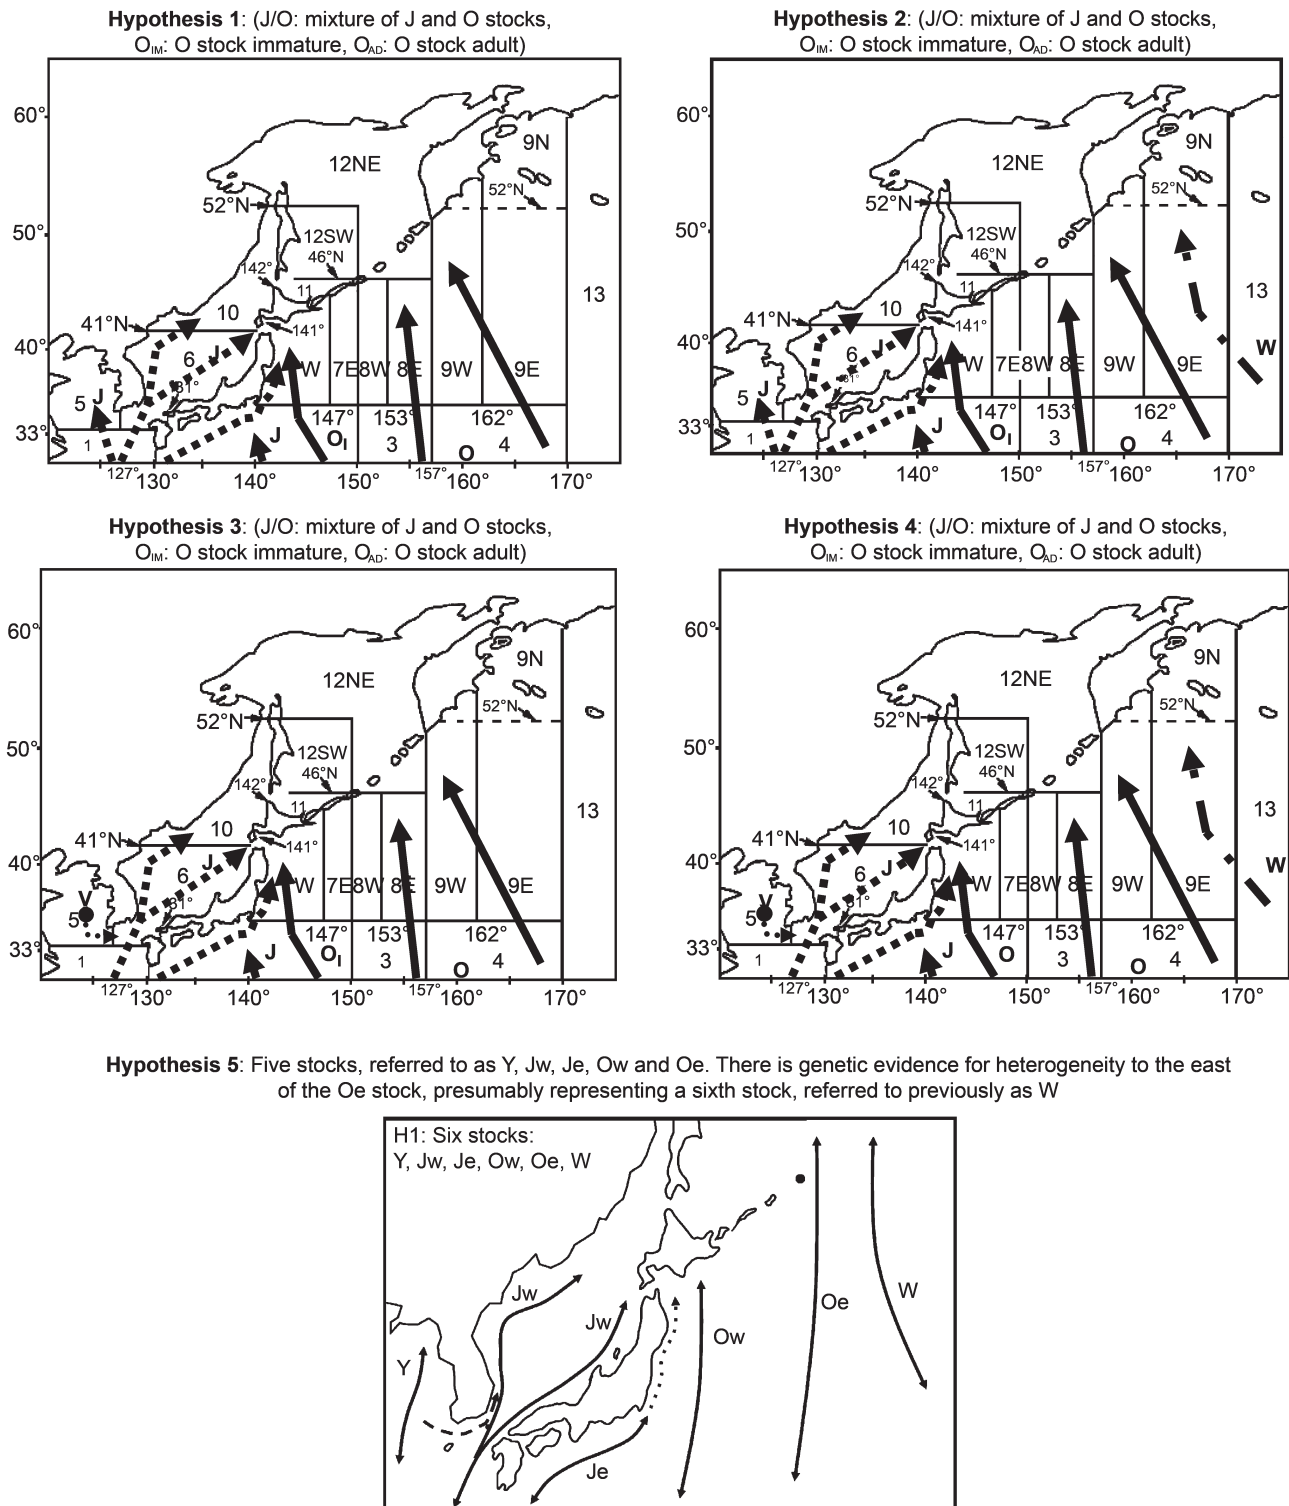 Hypothesis 1: (J/O: mixture of J and O stocks,
OIM: O stock immature, OAD: O stock adult)
60°
50°
40°
33°
9N
12NE
52°N
52°N
12SW
46°N
142°
11
10
13
41°N
141°
6
J
31°
5
J
W
7E
8W
8E
9W
9E
147°
153°
162°
1
J
OI
3
O
4
127°
130°
140°
150°
157°
160°
170°
Hypothesis 2: (J/O: mixture of J and O stocks,
OIM: O stock immature, OAD: O stock adult)
60°
50°
40°
33°
9N
12NE
52°N
52°N
12SW
46°N
142°
11
10
13
41°N
141°
W
6
J
31°
5
J
W
7E
8W
8E
9W
9E
147°
153°
162°
1
J
OI
3
O
4
127°
130°
140°
150°
157°
160°
170°
Hypothesis 3: (J/O: mixture of J and O stocks,
OIM: O stock immature, OAD: O stock adult)
60°
50°
40°
33°
9N
12NE
52°N
52°N
12SW
46°N
142°
11
10
13
41°N
141°
6
J
31°
V
5
W
7E
8W
8E
9W
9E
147°
153°
162°
1
J
OI
3
O
4
127°
130°
140°
150°
157°
160°
170°
Hypothesis 4: (J/O: mixture of J and O stocks,
OIM: O stock immature, OAD: O stock adult)
60°
50°
40°
33°
9N
12NE
52°N
52°N
12SW
46°N
142°
11
10
13
41°N
141°
W
6
J
31°
V
5
W
7E
8W
8E
9W
9E
147°
153°
162°
1
J
OI
3
O
4
127°
130°
140°
150°
157°
160°
170°
Hypothesis 5: Five stocks, referred to as Y, Jw, Je, Ow and Oe. There is genetic evidence for heterogeneity to the east
of the Oe stock, presumably representing a sixth stock, referred to previously as W
H1: Six stocks:
Y, Jw, Je, Ow, Oe, W
Jw
Jw
Y
Je
Ow
Oe
W